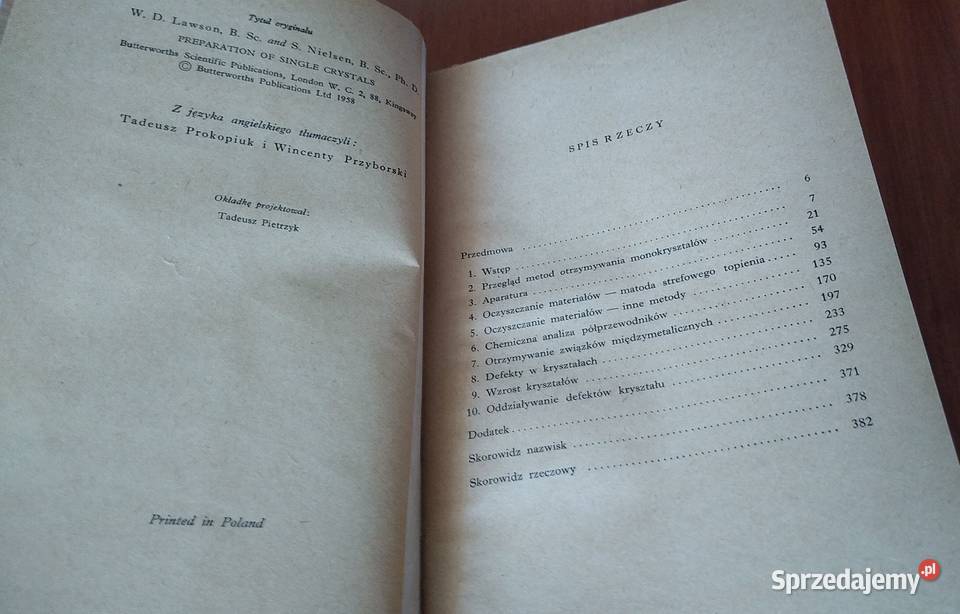 Tytuł oryginału
W. D. Lawson, B. Sc. and S. Nielsen, B. Sc., Ph. D.
PREPARATION OF SINGLE CRYSTALS
Butterworths Scientific Publications, London W. C. 2, 88, Kingsway
© Butterworths Publications Ltd 1958
Z języka angielskiego tłumaczyli:
Tadeusz Prokopiuk i Wincenty Przyborski
Okładkę projektował:
Tadeusz Pietrzyk
Printed in Poland
SPIS RZECZY
Przedmowa 6
1. Wstęp 7
2. Przegląd metod otrzymywania monokryształów 21
3. Aparatura 54
4. Oczyszczanie materiałów — matoda strefowego topienia 93
5. Oczyszczanie materiałów — inne metody 135
6. Chemiczna analiza półprzewodników 170
7. Otrzymywanie związków międzymetalicznych 197
8. Defekty w kryształach 233
9. Wzrost kryształów 275
10. Oddziaływanie defektów kryształu 329
Dodatek 371
Skorowidz nazwisk 378
Skorowidz rzeczowy 382
Sprzedajemy.pl